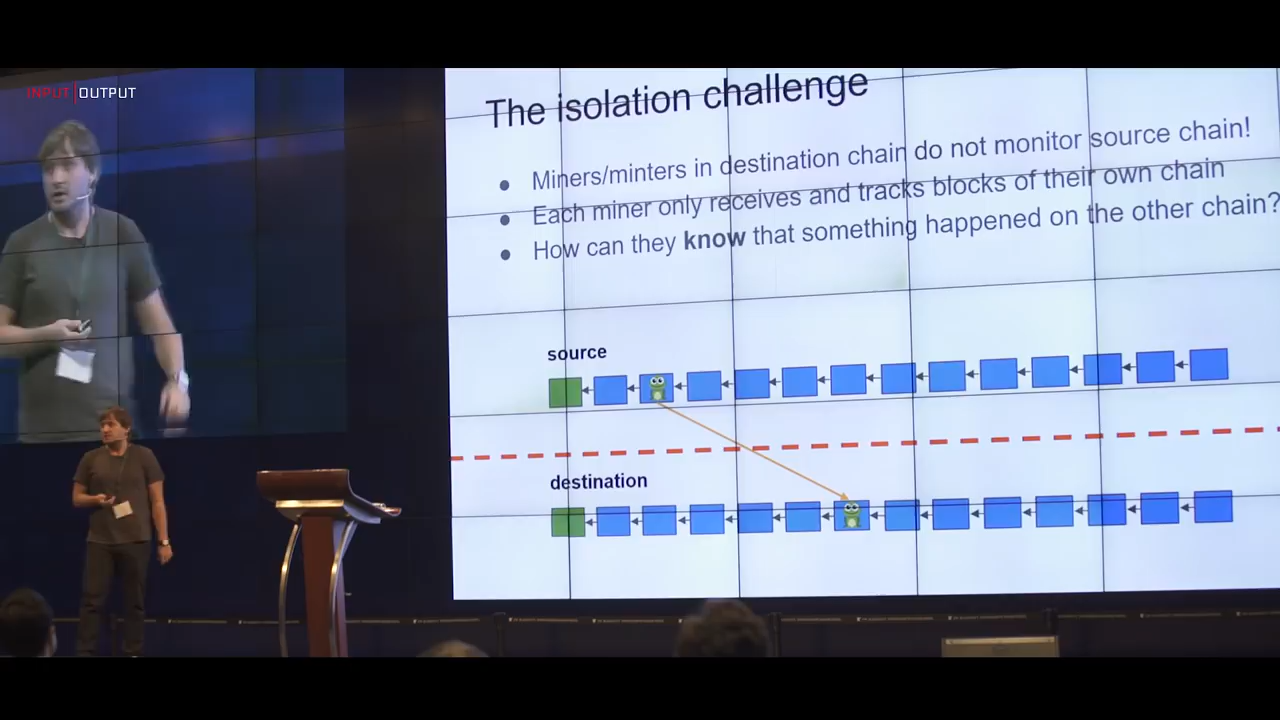 INPUT|OUTPUT
The isolation challenge
● Miners/minters in destination chain do not monitor source chain!
● Each miner only receives and tracks blocks of their own chain
● How can they know that something happened on the other chain?
source
destination